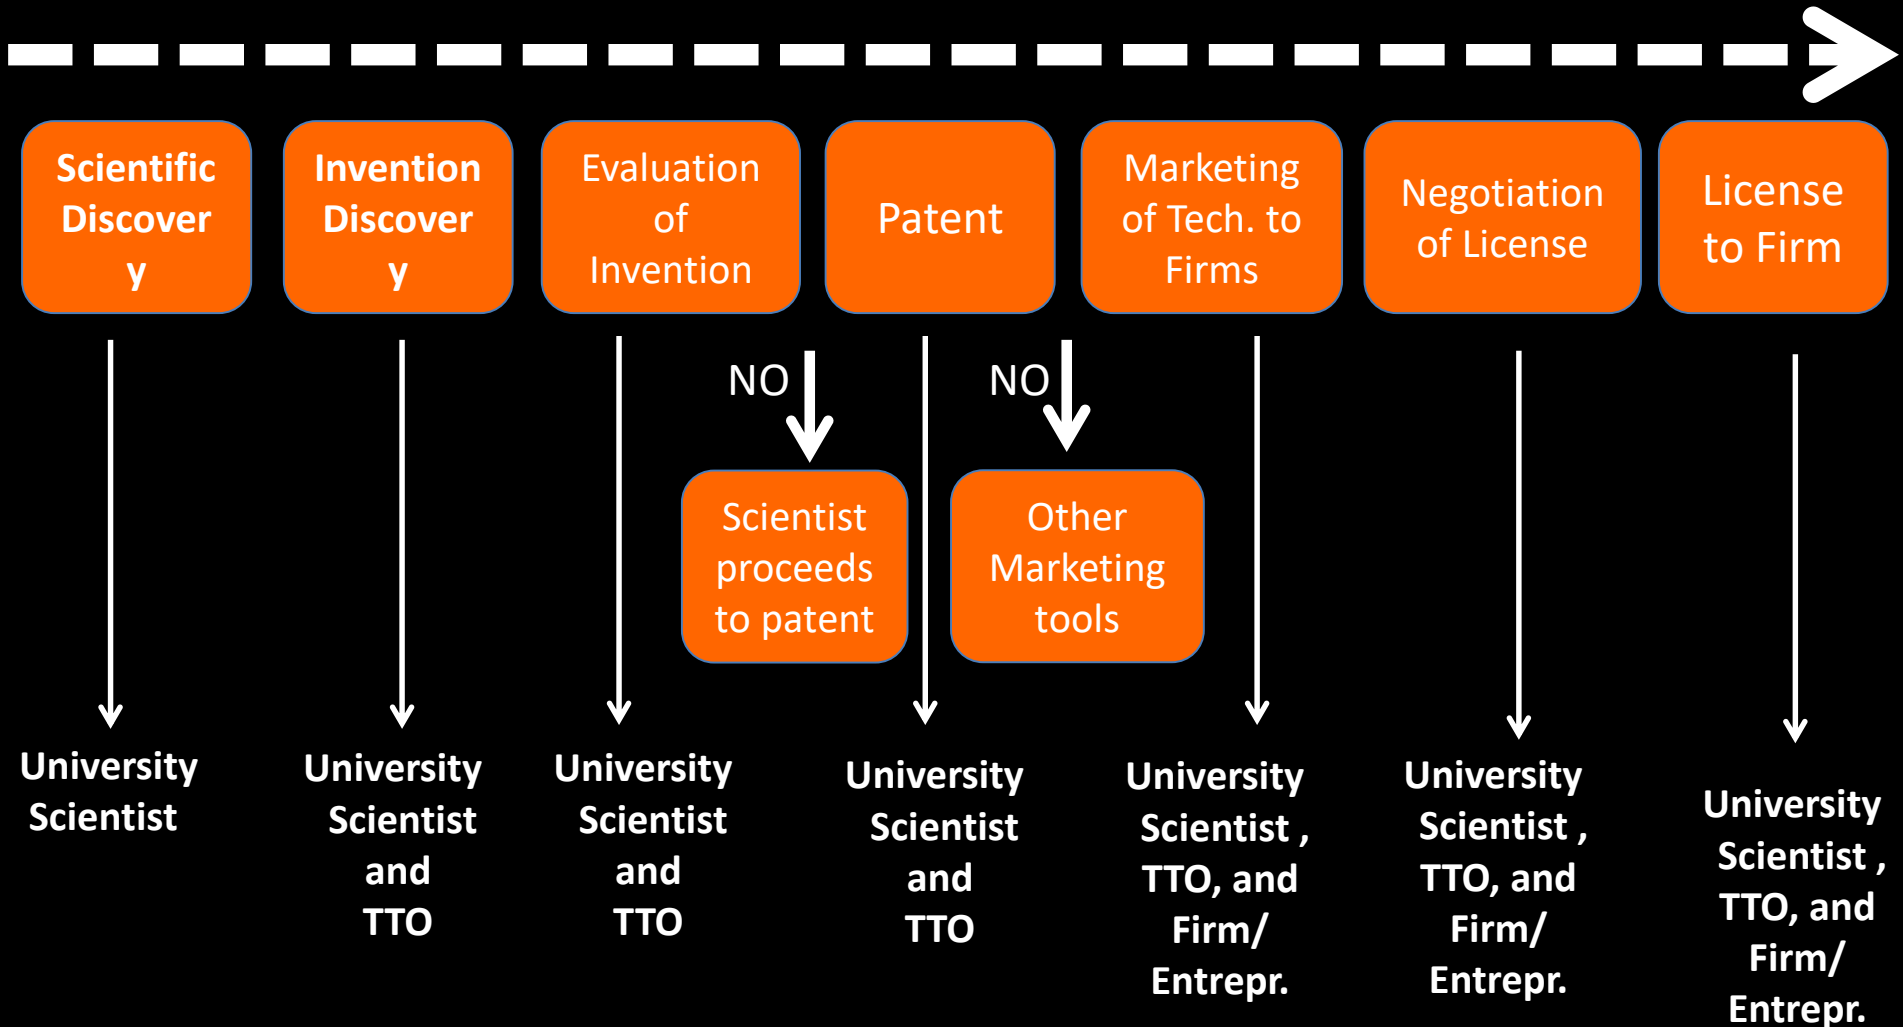 Scientific
Discover
y
Invention
Discover
y
Evaluation
of
Invention
Patent
Marketing
of Tech. to
Firms
Negotiation
of License
License
to Firm
NO
NO
Scientist
proceeds
to patent
Other
Marketing
tools
University
Scientist
University
Scientist
and
TTO
University
Scientist
and
TTO
University
Scientist
and
TTO
University
Scientist ,
TTO, and
Firm/
Entrepr.
University
Scientist ,
TTO, and
Firm/
Entrepr.
University
Scientist ,
TTO, and
Firm/
Entrepr.